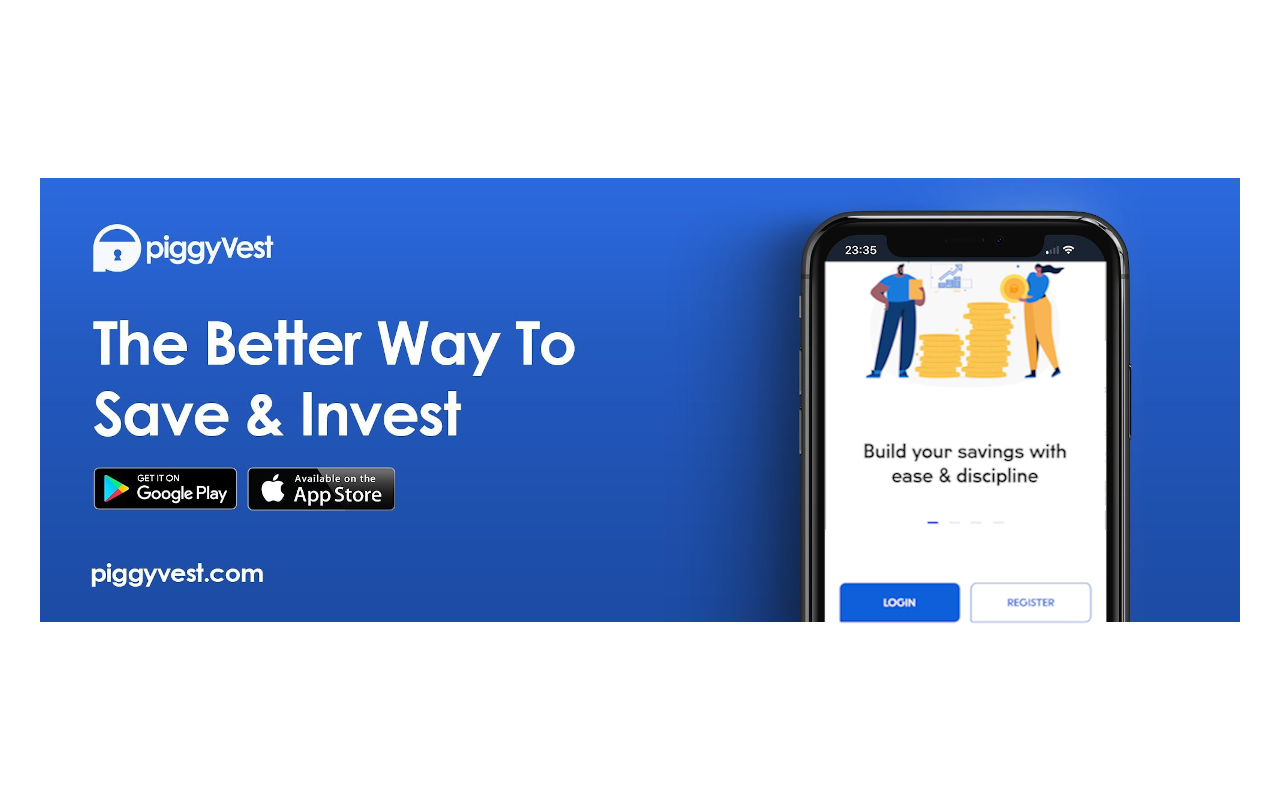 piggyVest
The Better Way To
Save & Invest
GET IT ON
Google Play
Available on the
App Store
piggyvest.com
23:35
Build your savings with
ease & discipline
LOGIN
REGISTER